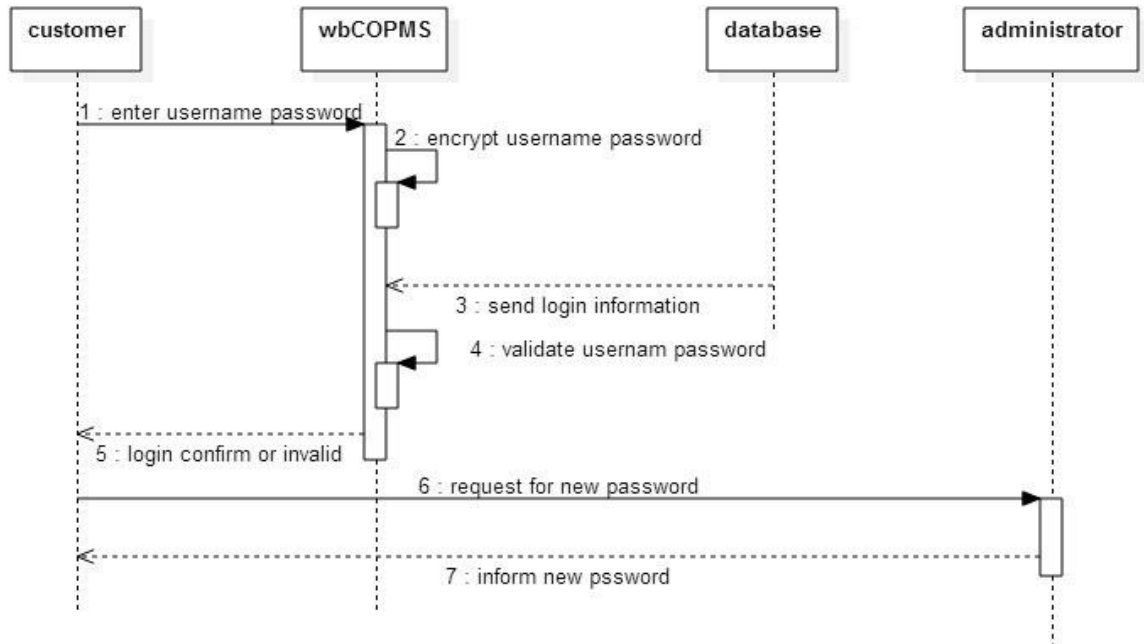 customer
wbCOPMS
database
administrator
1 : enter username password
2 : encrypt username password
3 : send login information
4 : validate usernam password
5 : login confirm or invalid
6 : request for new password
7 : inform new pssword